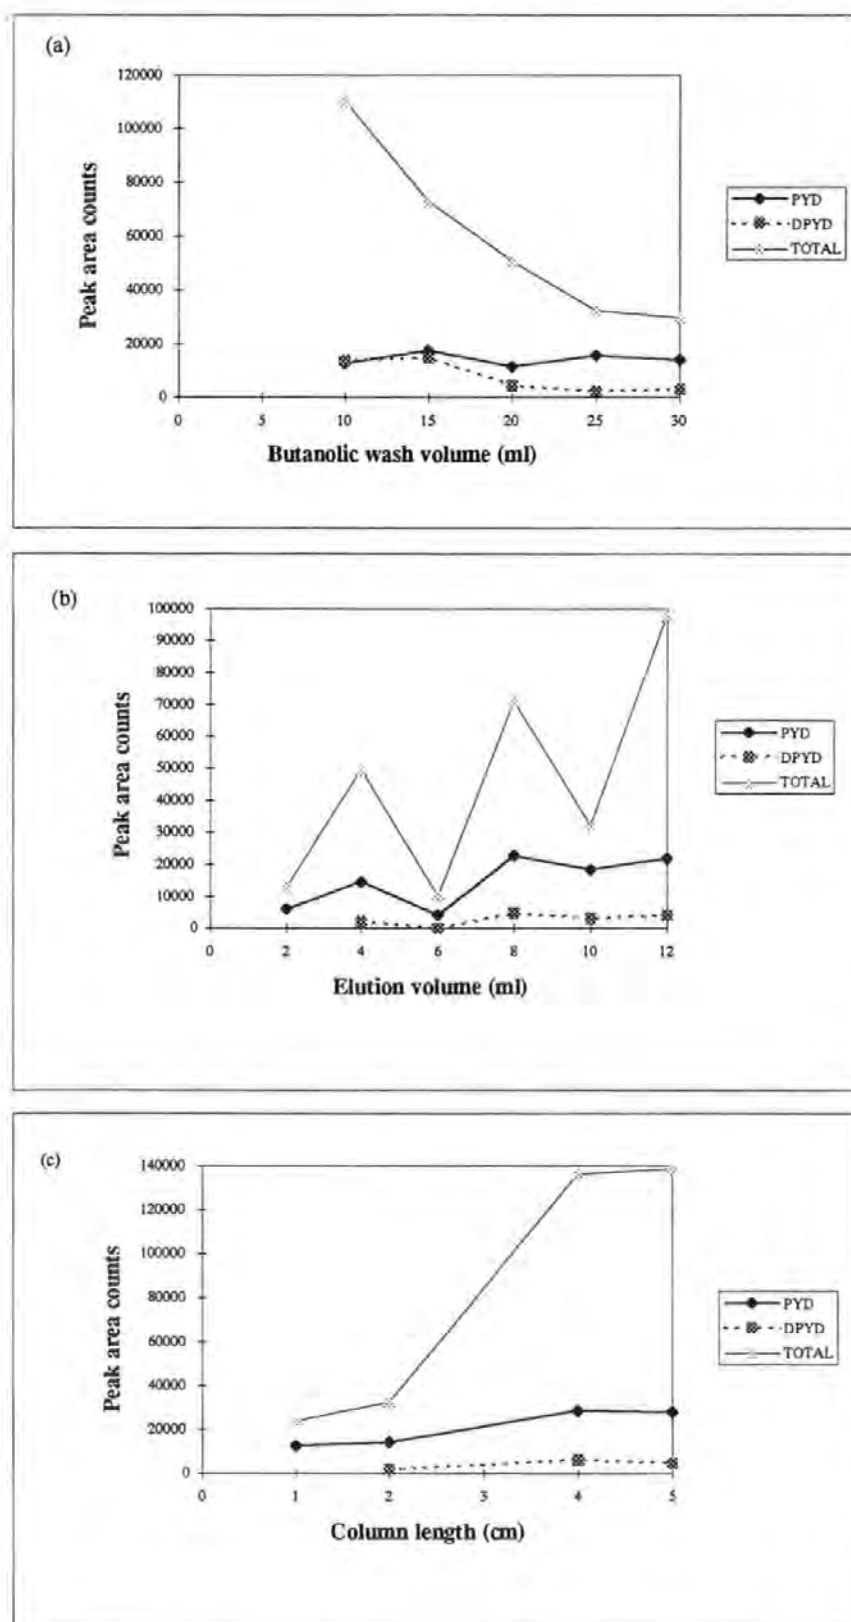 (a)
120000
100000
80000
60000
40000
20000
0
Peak area counts
0 5 10 15 20 25 30
Butanolic wash volume (ml)
PYD
DPYD
TOTAL
(b)
100000
90000
80000
70000
60000
50000
40000
30000
20000
10000
0
Peak area counts
0 2 4 6 8 10 12
Elution volume (ml)
PYD
DPYD
TOTAL
(c)
140000
120000
100000
80000
60000
40000
20000
0
Peak area counts
0 1 2 3 4 5
Column length (cm)
PYD
DPYD
TOTAL